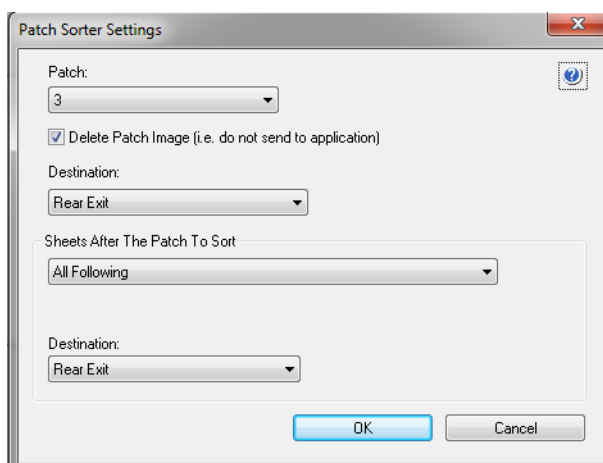 Patch Sorter Settings
Patch:
3
Delete Patch Image (i.e. do not send to application)
Destination:
Rear Exit
Sheets After The Patch To Sort
All Following
Destination:
Rear Exit
OK Cancel